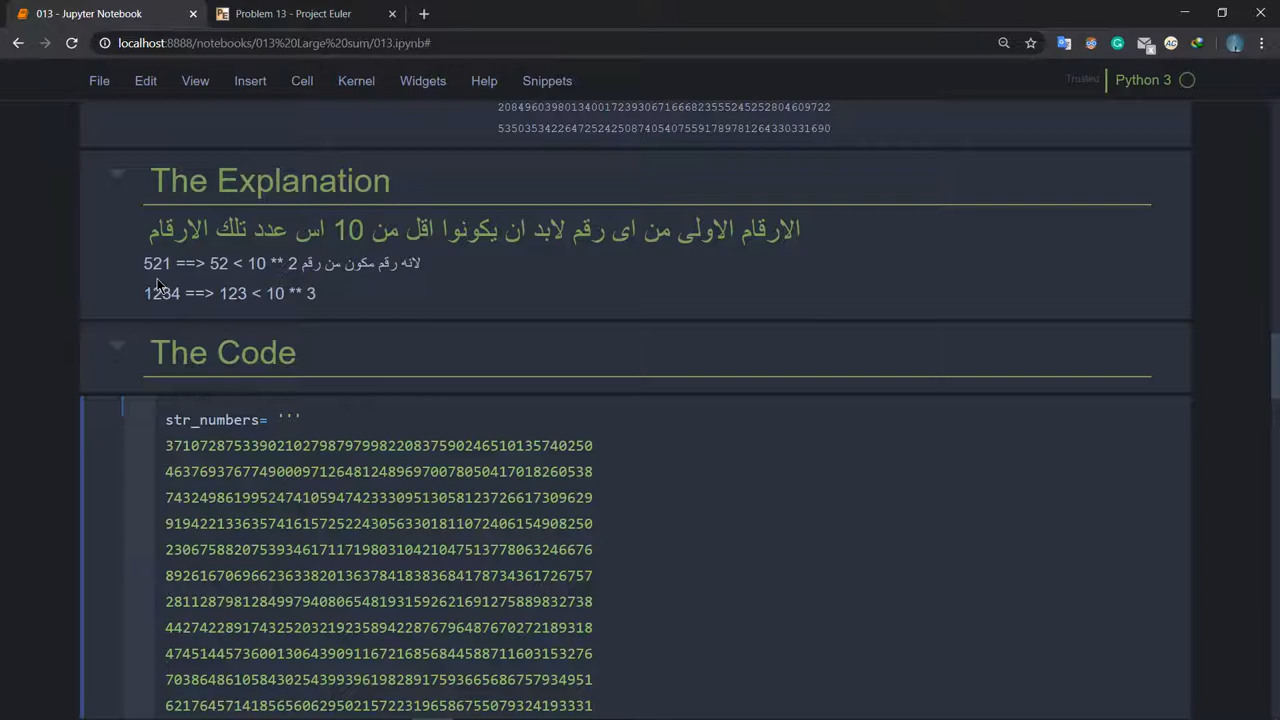 013 - Jupyter Notebook
Problem 13 - Project Euler
localhost:8888/notebooks/013%20Large%20sum/013.ipynb#
File Edit View Insert Cell Kernel Widgets Help Snippets
Trusted Python 3
20849603980134001723930671666823555245252804609722
53503534226472524250874054075591789781264330331690
The Explanation
الارقام الاولى من اى رقم لابد ان يكونوا اقل من 10 اس عدد تلك الارقام
521 ==> 52 < 10 ** 2 لانه رقم مكون من رقم
1234 ==> 123 < 10 ** 3
The Code
str_numbers= '''
37107287533902102798797998220837590246510135740250
46376937677490009712648124896970078050417018260538
74324986199524741059474233309513058123726617309629
91942213363574161572522430563301811072406154908250
23067588207539346171171980310421047513778063246676
89261670696623633820136378418383684178734361726757
28112879812849979408065481931592621691275889832738
44274228917432520321923589422876796487670272189318
47451445736001306439091167216856844588711603153276
70386486105843025439939619828917593665686757934951
62176457141856560629502157223196586755079324193331